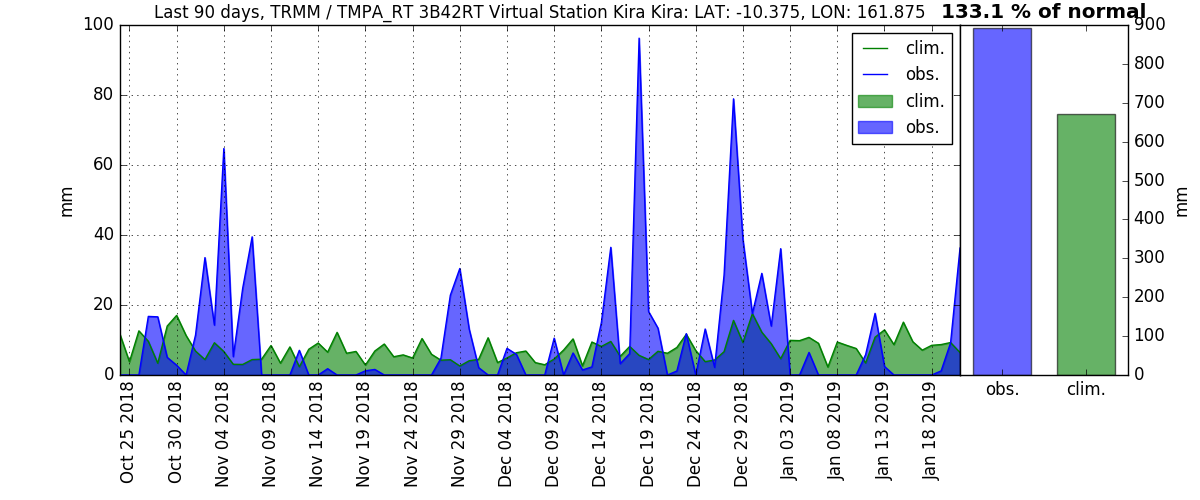 Last 90 days, TRMM / TMPA_RT 3B42RT Virtual Station Kira Kira: LAT: -10.375, LON: 161.875 133.1 % of normal
100
80
60
40
20
0
mm
clim.
obs.
clim.
obs.
Oct 25 2018
Oct 30 2018
Nov 04 2018
Nov 09 2018
Nov 14 2018
Nov 19 2018
Nov 24 2018
Nov 29 2018
Dec 04 2018
Dec 09 2018
Dec 14 2018
Dec 19 2018
Dec 24 2018
Dec 29 2018
Jan 03 2019
Jan 08 2019
Jan 13 2019
Jan 18 2019
900
800
700
600
500
400
300
200
100
0
mm
obs.
clim.